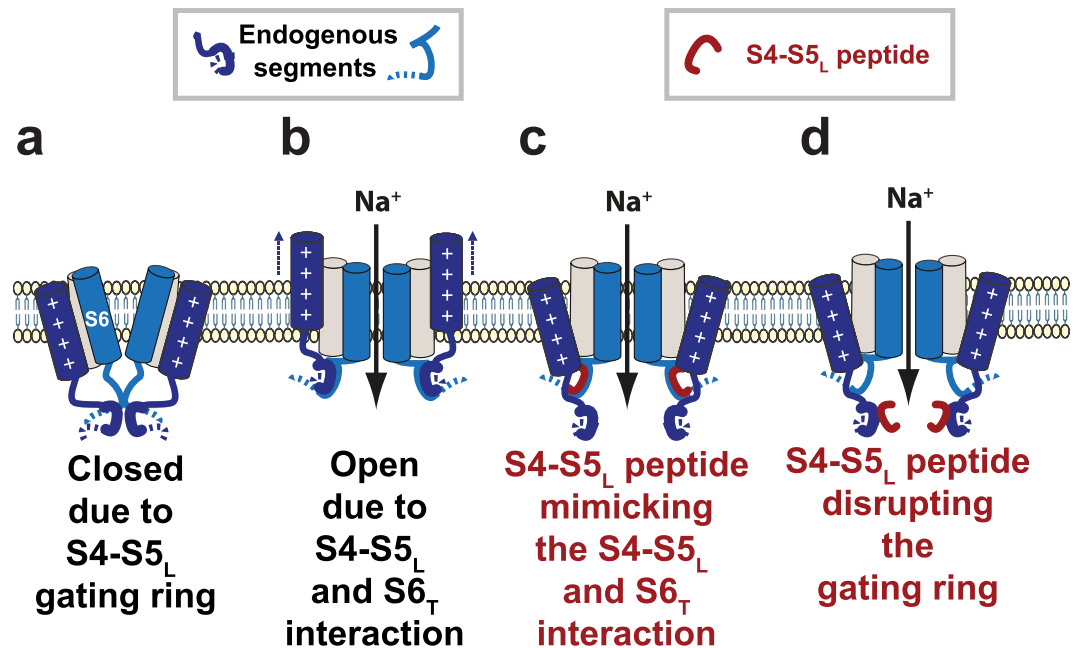 Endogenous
segments
S4-S5L peptide
a
b
c
d
Na+
Na+
Na+
S6
+ + + +
+ + + +
+ + + +
+ + + +
+ + + +
+ + + +
+ + + +
+ + + +
Closed
due to
S4-S5L
gating ring
Open
due to
S4-S5L
and S6T
interaction
S4-S5L peptide
mimicking
the S4-S5L
and S6T
interaction
S4-S5L peptide
disrupting
the
gating ring